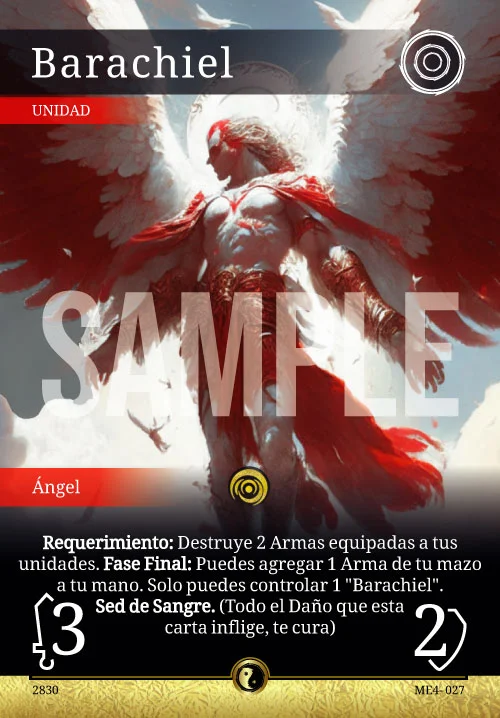 Barachiel
UNIDAD
SAMPLE
Ángel
Requerimiento: Destruye 2 Armas equipadas a tus
unidades. Fase Final: Puedes agregar 1 Arma de tu mazo
a tu mano. Solo puedes controlar 1 "Barachiel".
Sed de Sangre. (Todo el Daño que esta
carta inflige, te cura)
3
2
2830
ME4-027